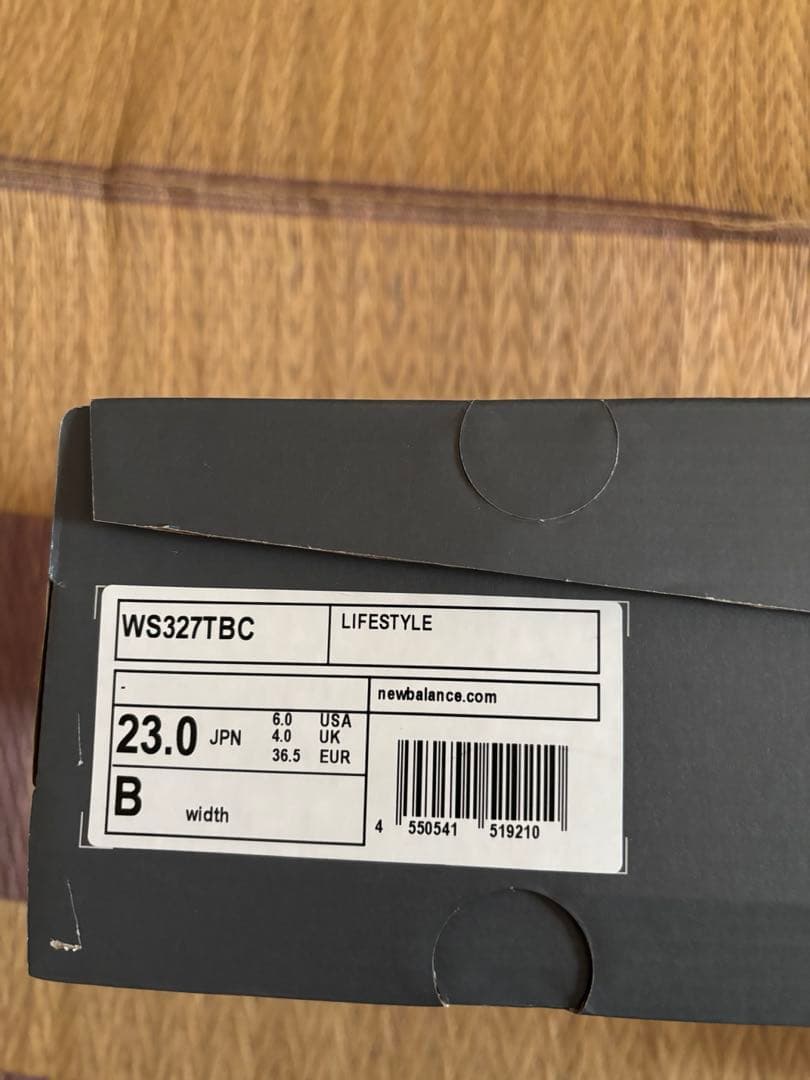 WS327TBC
LIFESTYLE
-
newbalance.com
23.0 JPN
6.0 USA
4.0 UK
36.5 EUR
B width
4 550541 519210